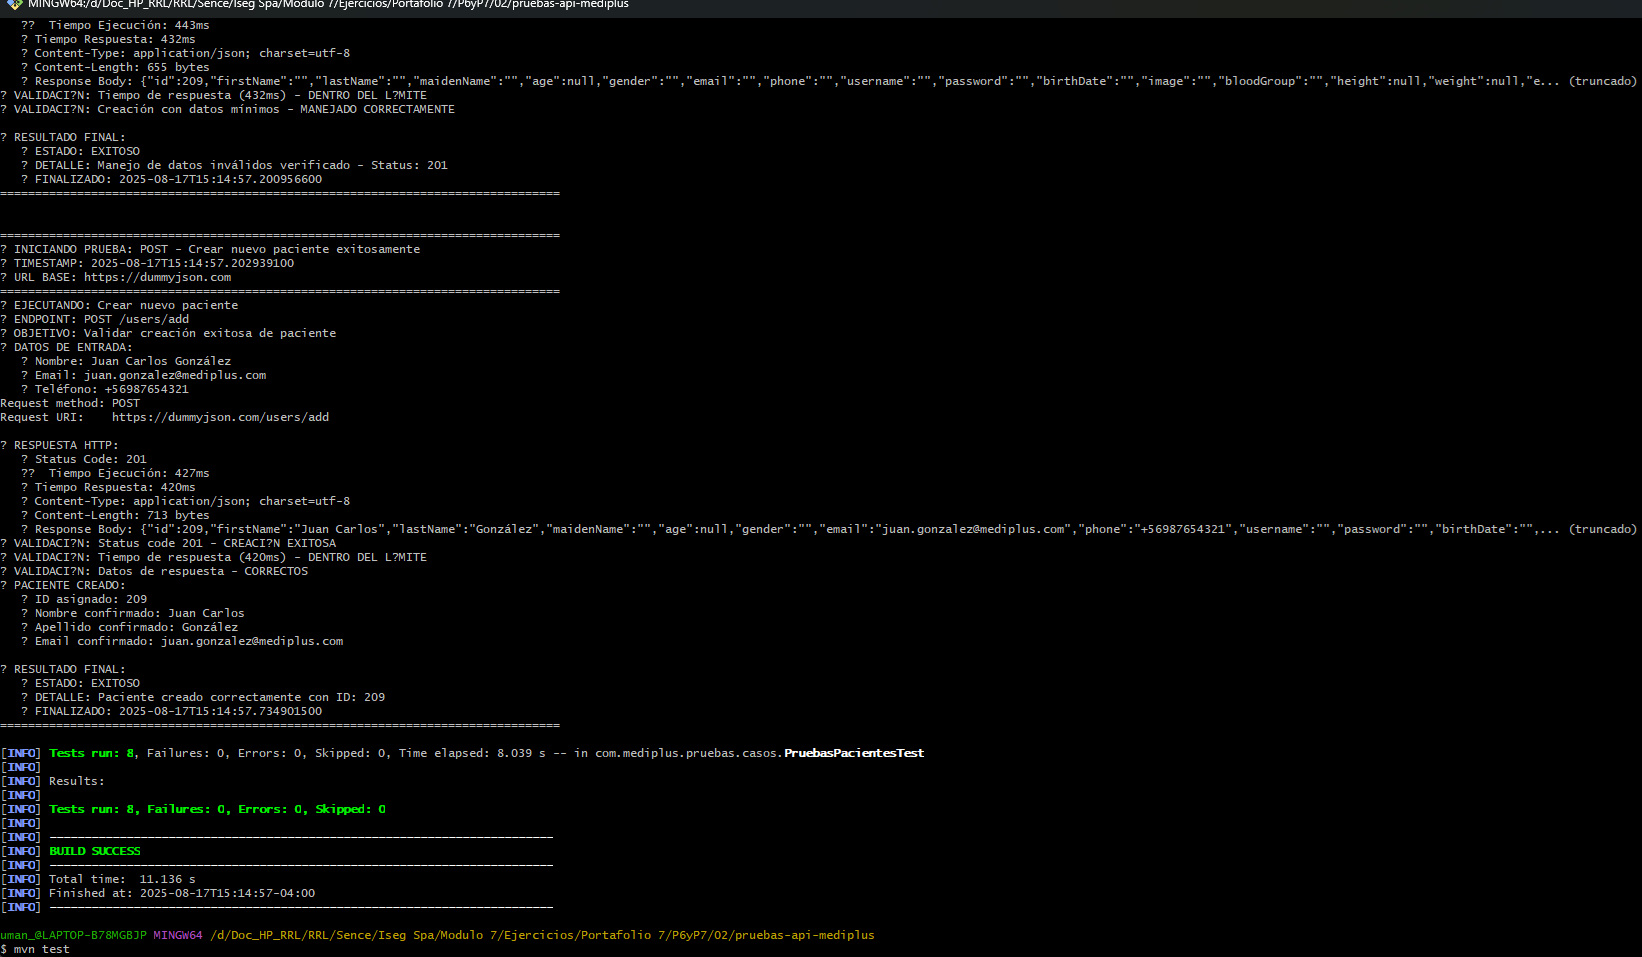 MINGW64:/d/Doc_HP_RRL/RRL/Sence/Iseg Spa/Modulo 7/Ejercicios/Portafolio 7/P6yP7/02/pruebas-api-mediplus
?? Tiempo Ejecución: 443ms
? Tiempo Respuesta: 432ms
? Content-Type: application/json; charset=utf-8
? Content-Length: 655 bytes
? Response Body: {"id":209,"firstName":"","lastName":"","maidenName":"","age":null,"gender":"","email":"","phone":"","username":"","password":"","birthDate":"","image":"","bloodGroup":"","height":null,"weight":null,"e... (truncado)
? VALIDACI?N: Tiempo de respuesta (432ms) - DENTRO DEL L?MITE
? VALIDACI?N: Creación con datos mínimos - MANEJADO CORRECTAMENTE
? RESULTADO FINAL:
? ESTADO: EXITOSO
? DETALLE: Manejo de datos inválidos verificado - Status: 201
? FINALIZADO: 2025-08-17T15:14:57.200956600
================================================================================
================================================================================
? INICIANDO PRUEBA: POST - Crear nuevo paciente exitosamente
? TIMESTAMP: 2025-08-17T15:14:57.202939100
? URL BASE: https://dummyjson.com
================================================================================
? EJECUTANDO: Crear nuevo paciente
? ENDPOINT: POST /users/add
? OBJETIVO: Validar creación exitosa de paciente
? DATOS DE ENTRADA:
? Nombre: Juan Carlos González
? Email: juan.gonzalez@mediplus.com
? Teléfono: +56987654321
Request method: POST
Request URI: https://dummyjson.com/users/add
? RESPUESTA HTTP:
? Status Code: 201
?? Tiempo Ejecución: 427ms
? Tiempo Respuesta: 420ms
? Content-Type: application/json; charset=utf-8
? Content-Length: 713 bytes
? Response Body: {"id":209,"firstName":"Juan Carlos","lastName":"González","maidenName":"","age":null,"gender":"","email":"juan.gonzalez@mediplus.com","phone":"+56987654321","username":"","password":"","birthDate":"",... (truncado)
? VALIDACI?N: Status code 201 - CREACI?N EXITOSA
? VALIDACI?N: Tiempo de respuesta (420ms) - DENTRO DEL L?MITE
? VALIDACI?N: Datos de respuesta - CORRECTOS
? PACIENTE CREADO:
? ID asignado: 209
? Nombre confirmado: Juan Carlos
? Apellido confirmado: González
? Email confirmado: juan.gonzalez@mediplus.com
? RESULTADO FINAL:
? ESTADO: EXITOSO
? DETALLE: Paciente creado correctamente con ID: 209
? FINALIZADO: 2025-08-17T15:14:57.734901500
================================================================================
[INFO] Tests run: 8, Failures: 0, Errors: 0, Skipped: 0, Time elapsed: 8.039 s -- in com.mediplus.pruebas.casos.PruebasPacientesTest
[INFO]
[INFO] Results:
[INFO]
[INFO] Tests run: 8, Failures: 0, Errors: 0, Skipped: 0
[INFO]
[INFO] ------------------------------------------------------------------------
[INFO] BUILD SUCCESS
[INFO] ------------------------------------------------------------------------
[INFO] Total time: 11.136 s
[INFO] Finished at: 2025-08-17T15:14:57-04:00
[INFO] ------------------------------------------------------------------------
uman_@LAPTOP-B78MGBJP MINGW64 /d/Doc_HP_RRL/RRL/Sence/Iseg Spa/Modulo 7/Ejercicios/Portafolio 7/P6yP7/02/pruebas-api-mediplus
$ mvn test